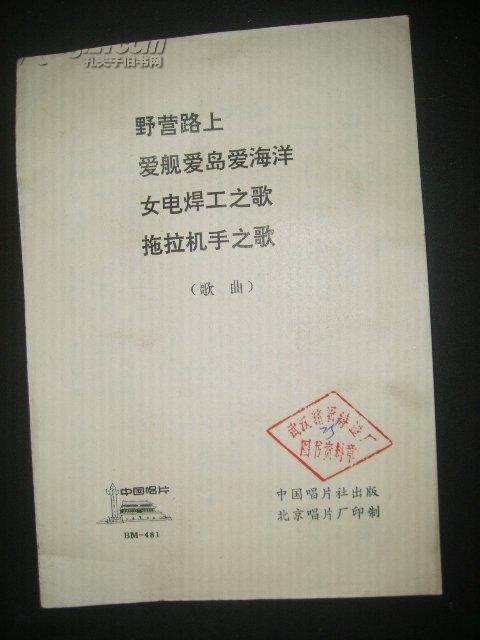 孔夫子旧书网
野营路上
爱舰爱岛爱海洋
女电焊工之歌
拖拉机手之歌
（歌 曲）
图书资料章
中国唱片
BM-481
中国唱片社出版
北京唱片厂印制